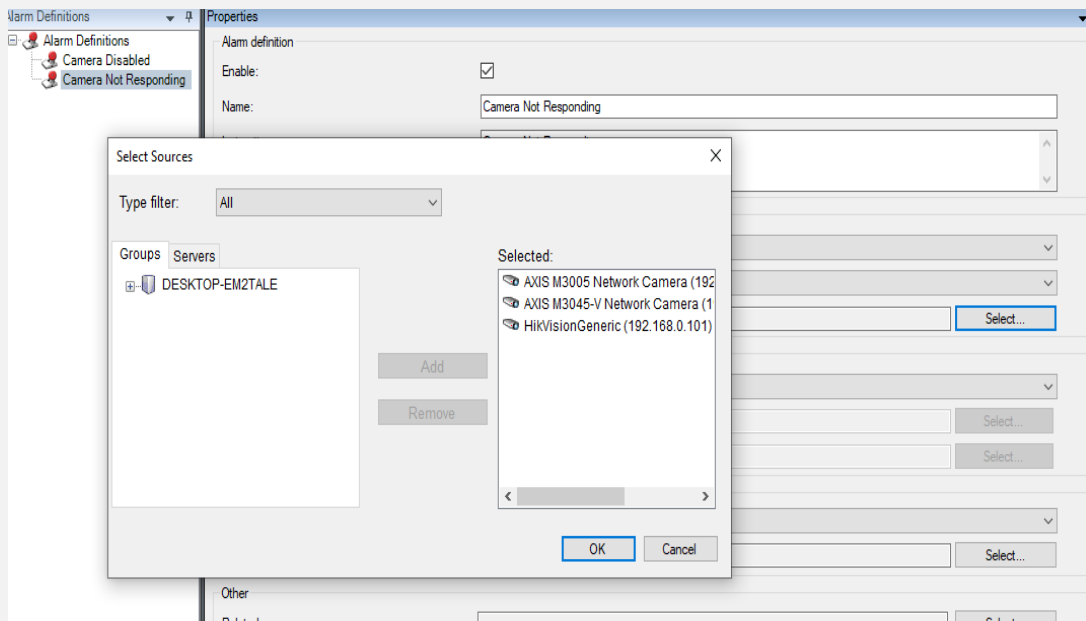 Alarm Definitions
Properties
Alarm Definitions
Camera Disabled
Camera Not Responding
Alarm definition
Enable:
Name:
Camera Not Responding
Select Sources
Type filter:
All
Groups
Servers
DESKTOP-EM2TALE
Add
Remove
Selected:
AXIS M3005 Network Camera (192
AXIS M3045-V Network Camera (1
HikVisionGeneric (192.168.0.101)
OK
Cancel
Select...
Select...
Select...
Select...
Other